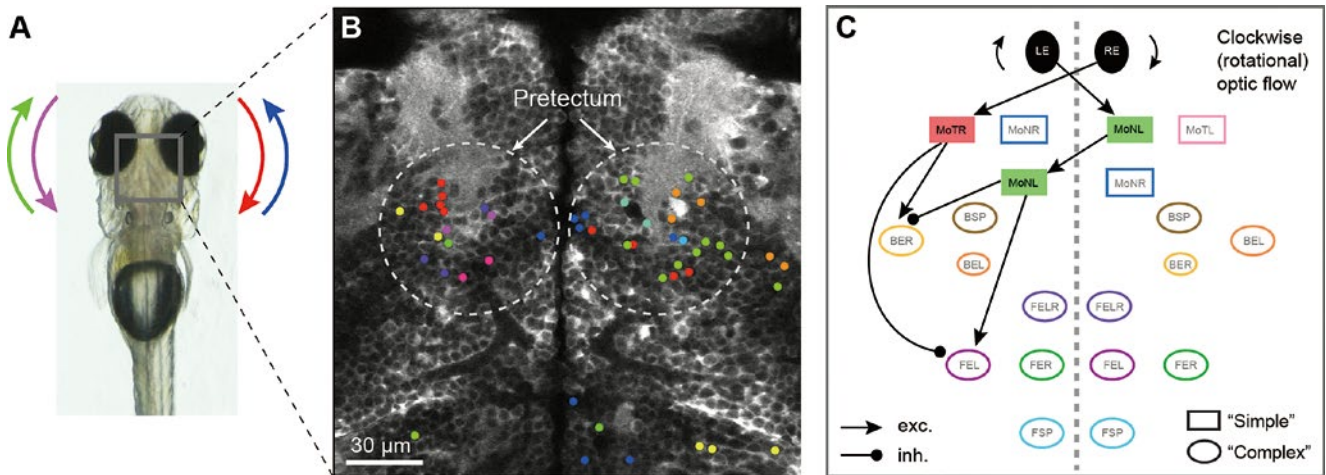 A
B
Pretectum
30 µm
C
LE
RE
Clockwise
(rotational)
optic flow
MoTR
MoNR
MoNL
MoTL
MoNL
MoNR
BSP
BSP
BER
BEL
BEL
BER
FELR
FELR
FEL
FER
FEL
FER
FSP
FSP
exc.
inh.
"Simple"
"Complex"